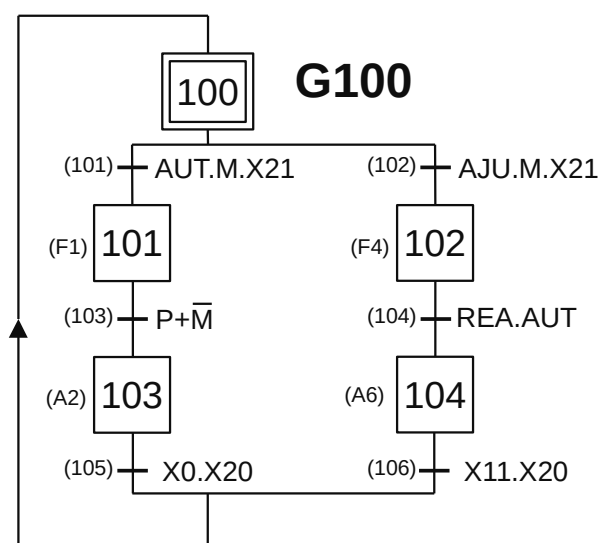 100 G100
(101) AUT.M.X21 (102) AJU.M.X21
(F1) 101 (F4) 102
(103) P+M̅ (104) REA.AUT
(A2) 103 (A6) 104
(105) X0.X20 (106) X11.X20